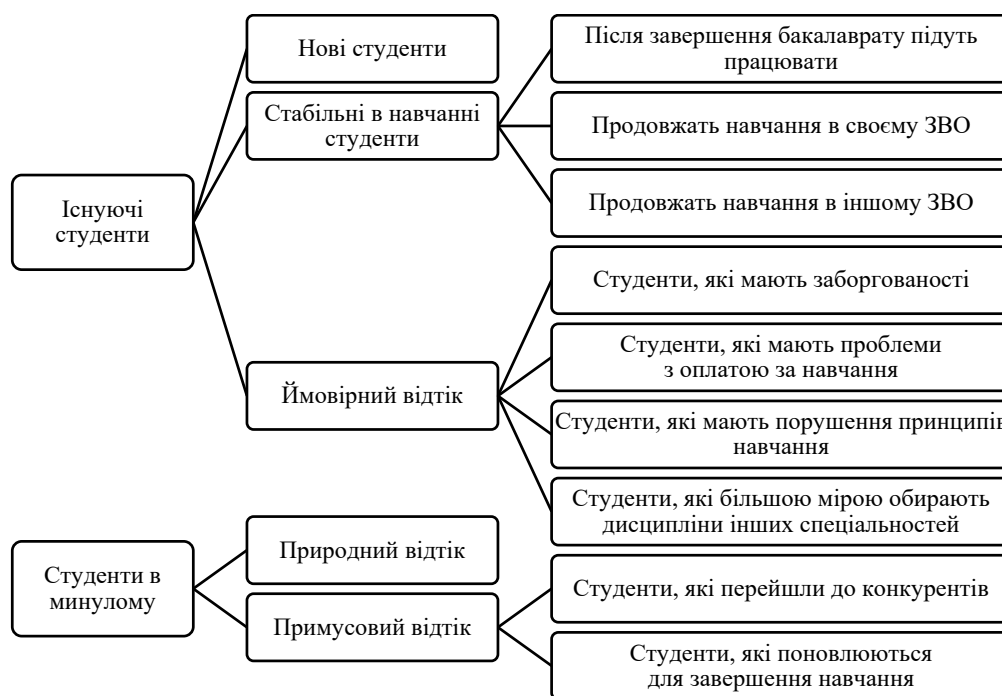 Існуючі
студенти
Нові студенти
Стабільні в навчанні
студенти
Після завершення бакалаврату підуть
працювати
Продовжать навчання в своєму ЗВО
Продовжать навчання в іншому ЗВО
Ймовірний відтік
Студенти, які мають заборгованості
Студенти, які мають проблеми
з оплатою за навчання
Студенти, які мають порушення принципів
навчання
Студенти, які більшою мірою обирають
дисципліни інших спеціальностей
Студенти в
минулому
Природний відтік
Примусовий відтік
Студенти, які перейшли до конкурентів
Студенти, які поновлюються
для завершення навчання